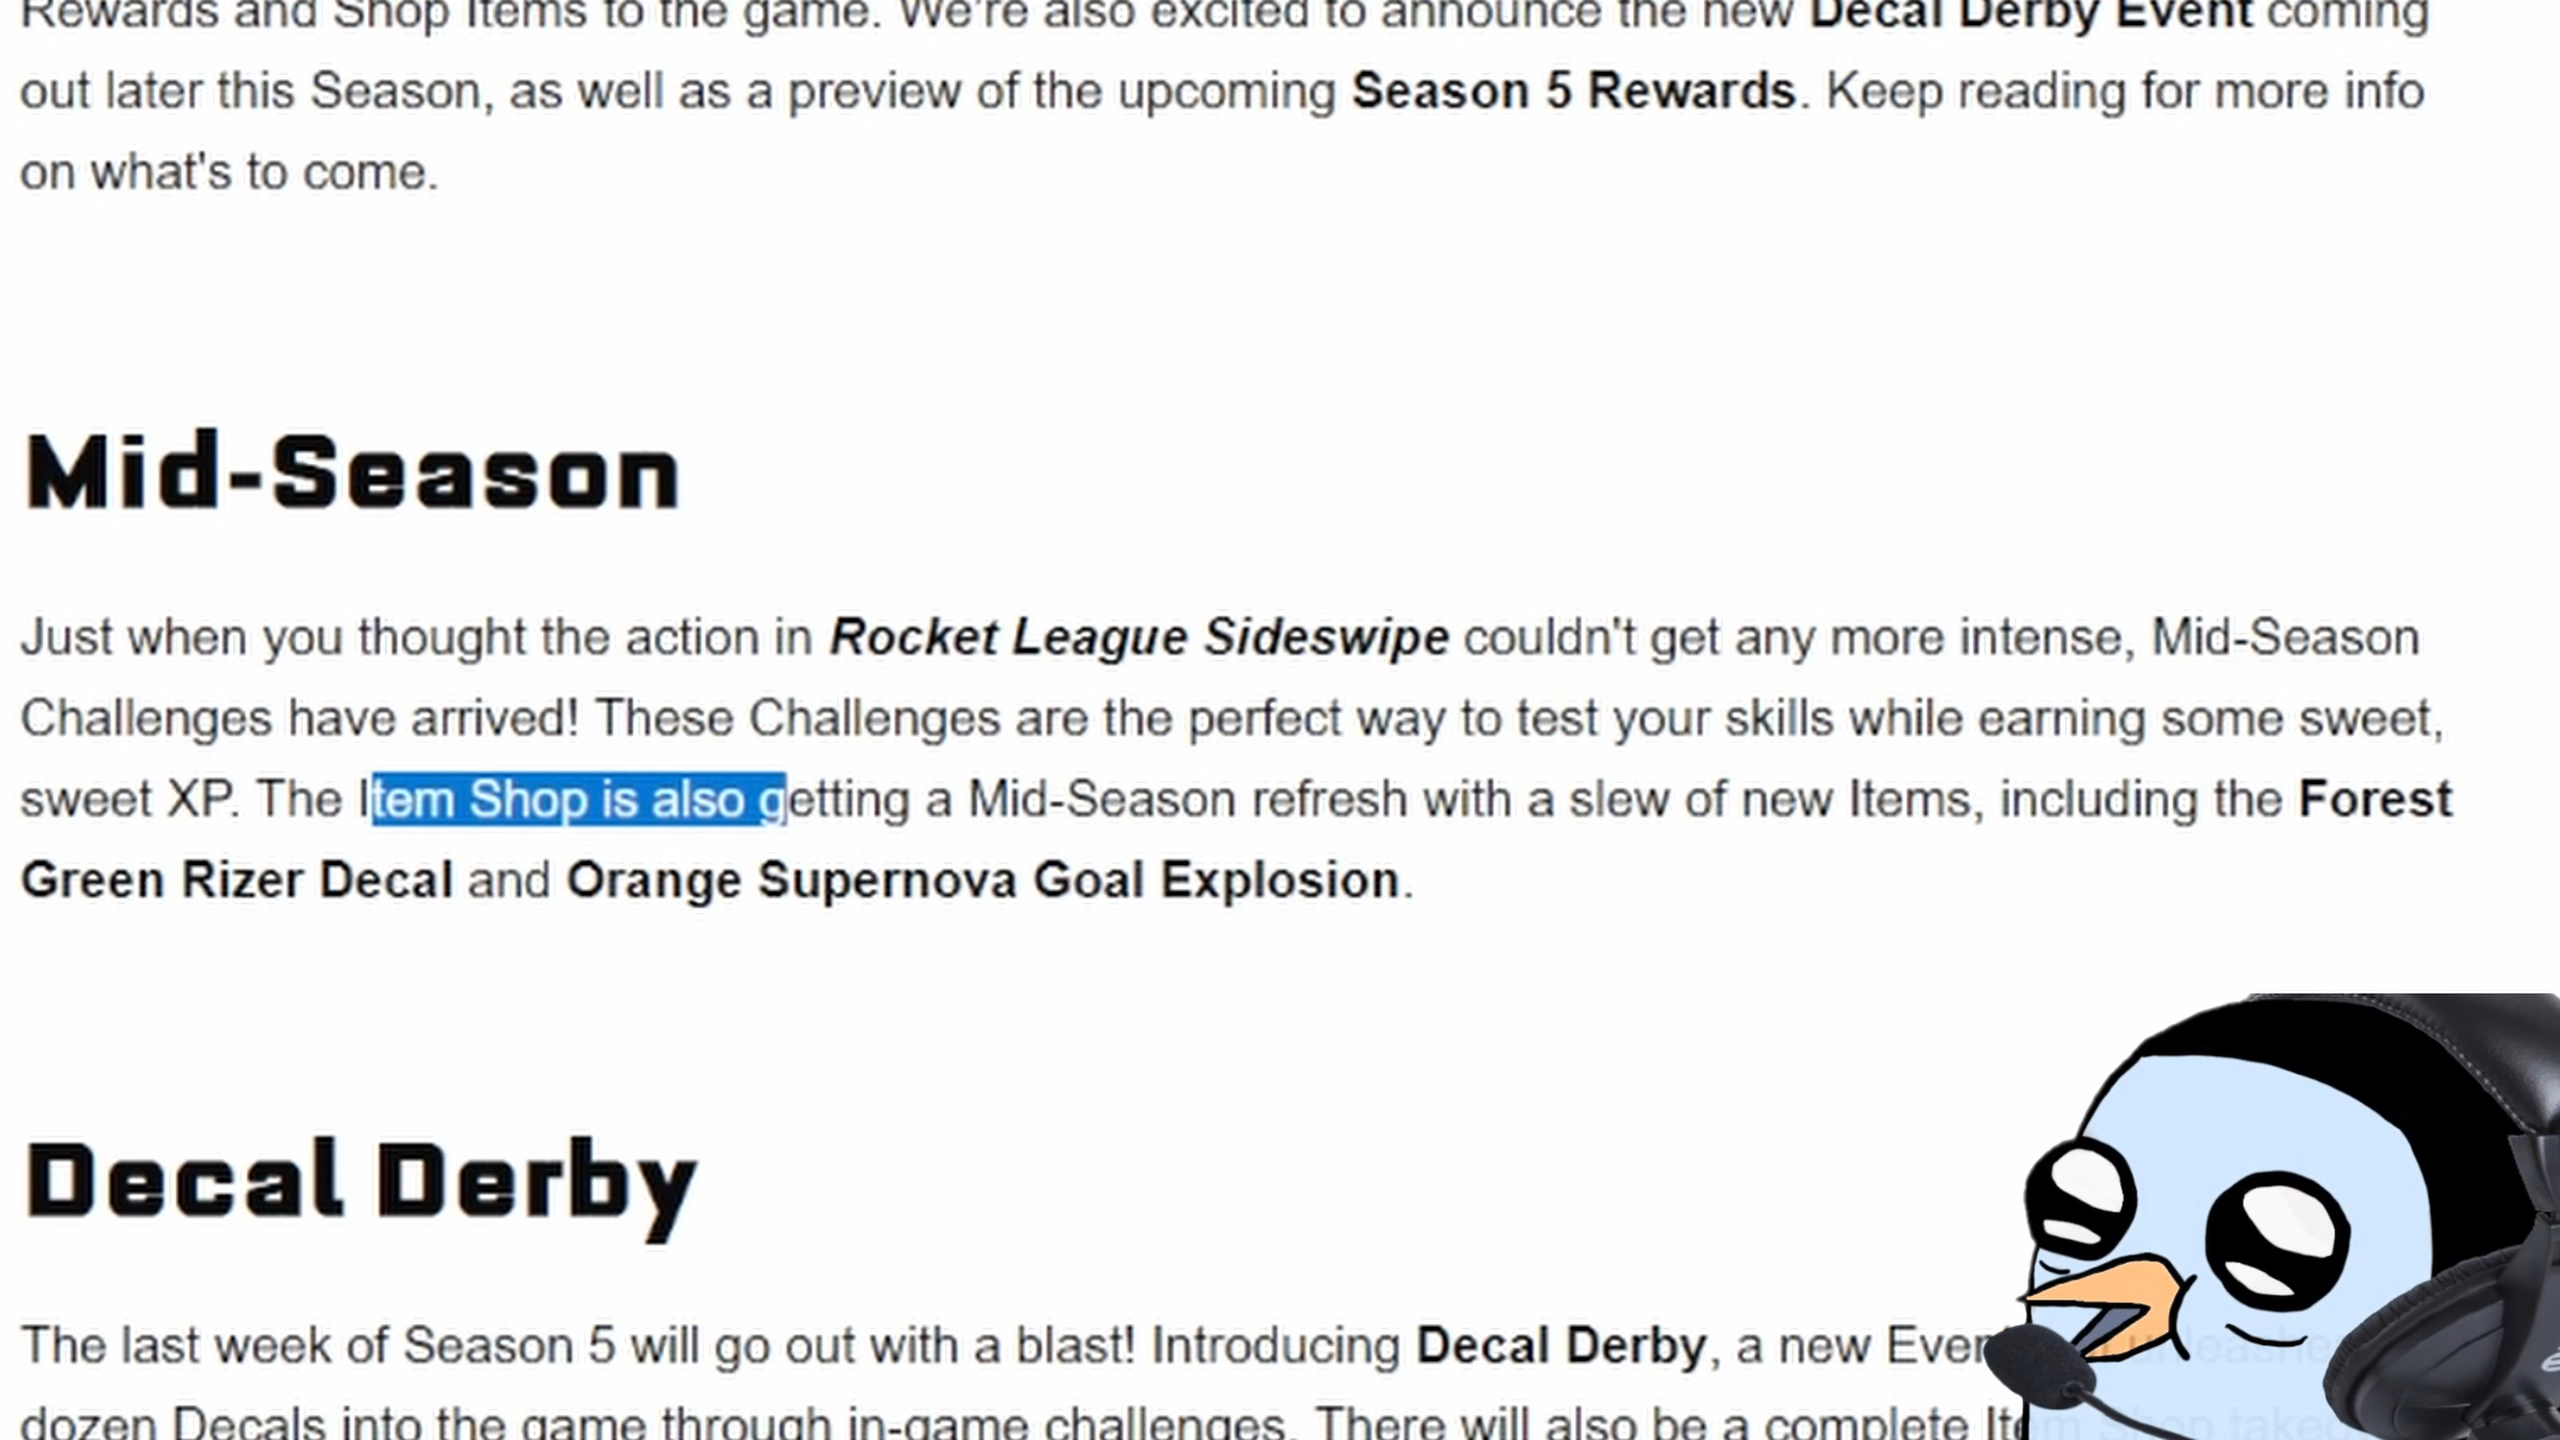 Rewards and Shop Items to the game. We're also excited to announce the new Decal Derby Event coming
out later this Season, as well as a preview of the upcoming Season 5 Rewards. Keep reading for more info
on what's to come.
Mid-Season
Just when you thought the action in Rocket League Sideswipe couldn't get any more intense, Mid-Season
Challenges have arrived! These Challenges are the perfect way to test your skills while earning some sweet,
sweet XP. The Item Shop is also getting a Mid-Season refresh with a slew of new Items, including the Forest
Green Rizer Decal and Orange Supernova Goal Explosion.
Decal Derby
The last week of Season 5 will go out with a blast! Introducing Decal Derby, a new Even
dozen Decals into the game through in-game challenges. There will also be a complete Item Shop take